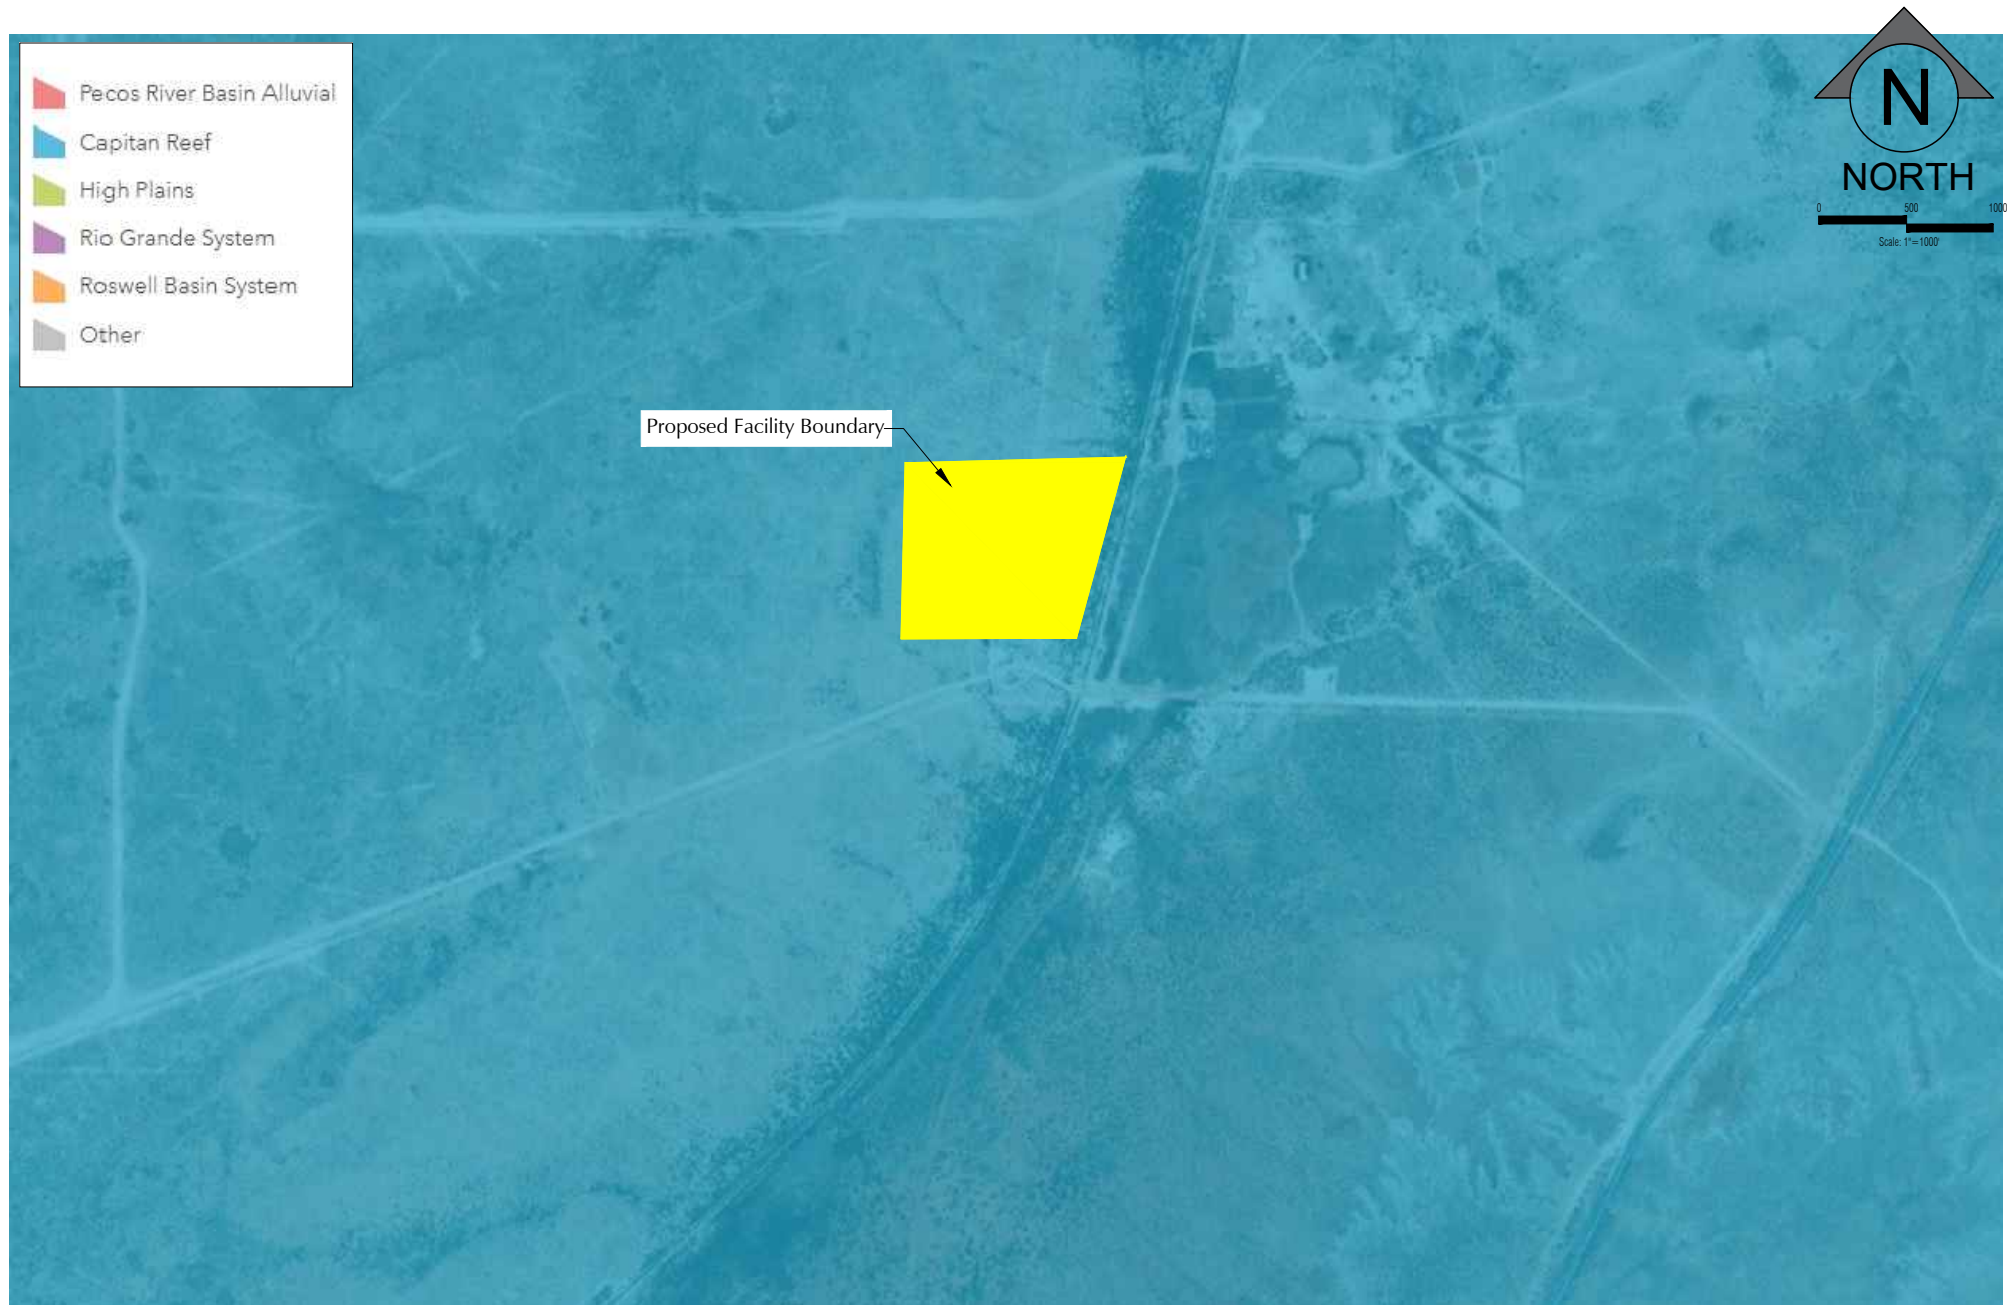 Pecos River Basin Alluvial
Capitan Reef
High Plains
Rio Grande System
Roswell Basin System
Other
N
NORTH
0 500 1000
Scale: 1"=1000'
Proposed Facility Boundary